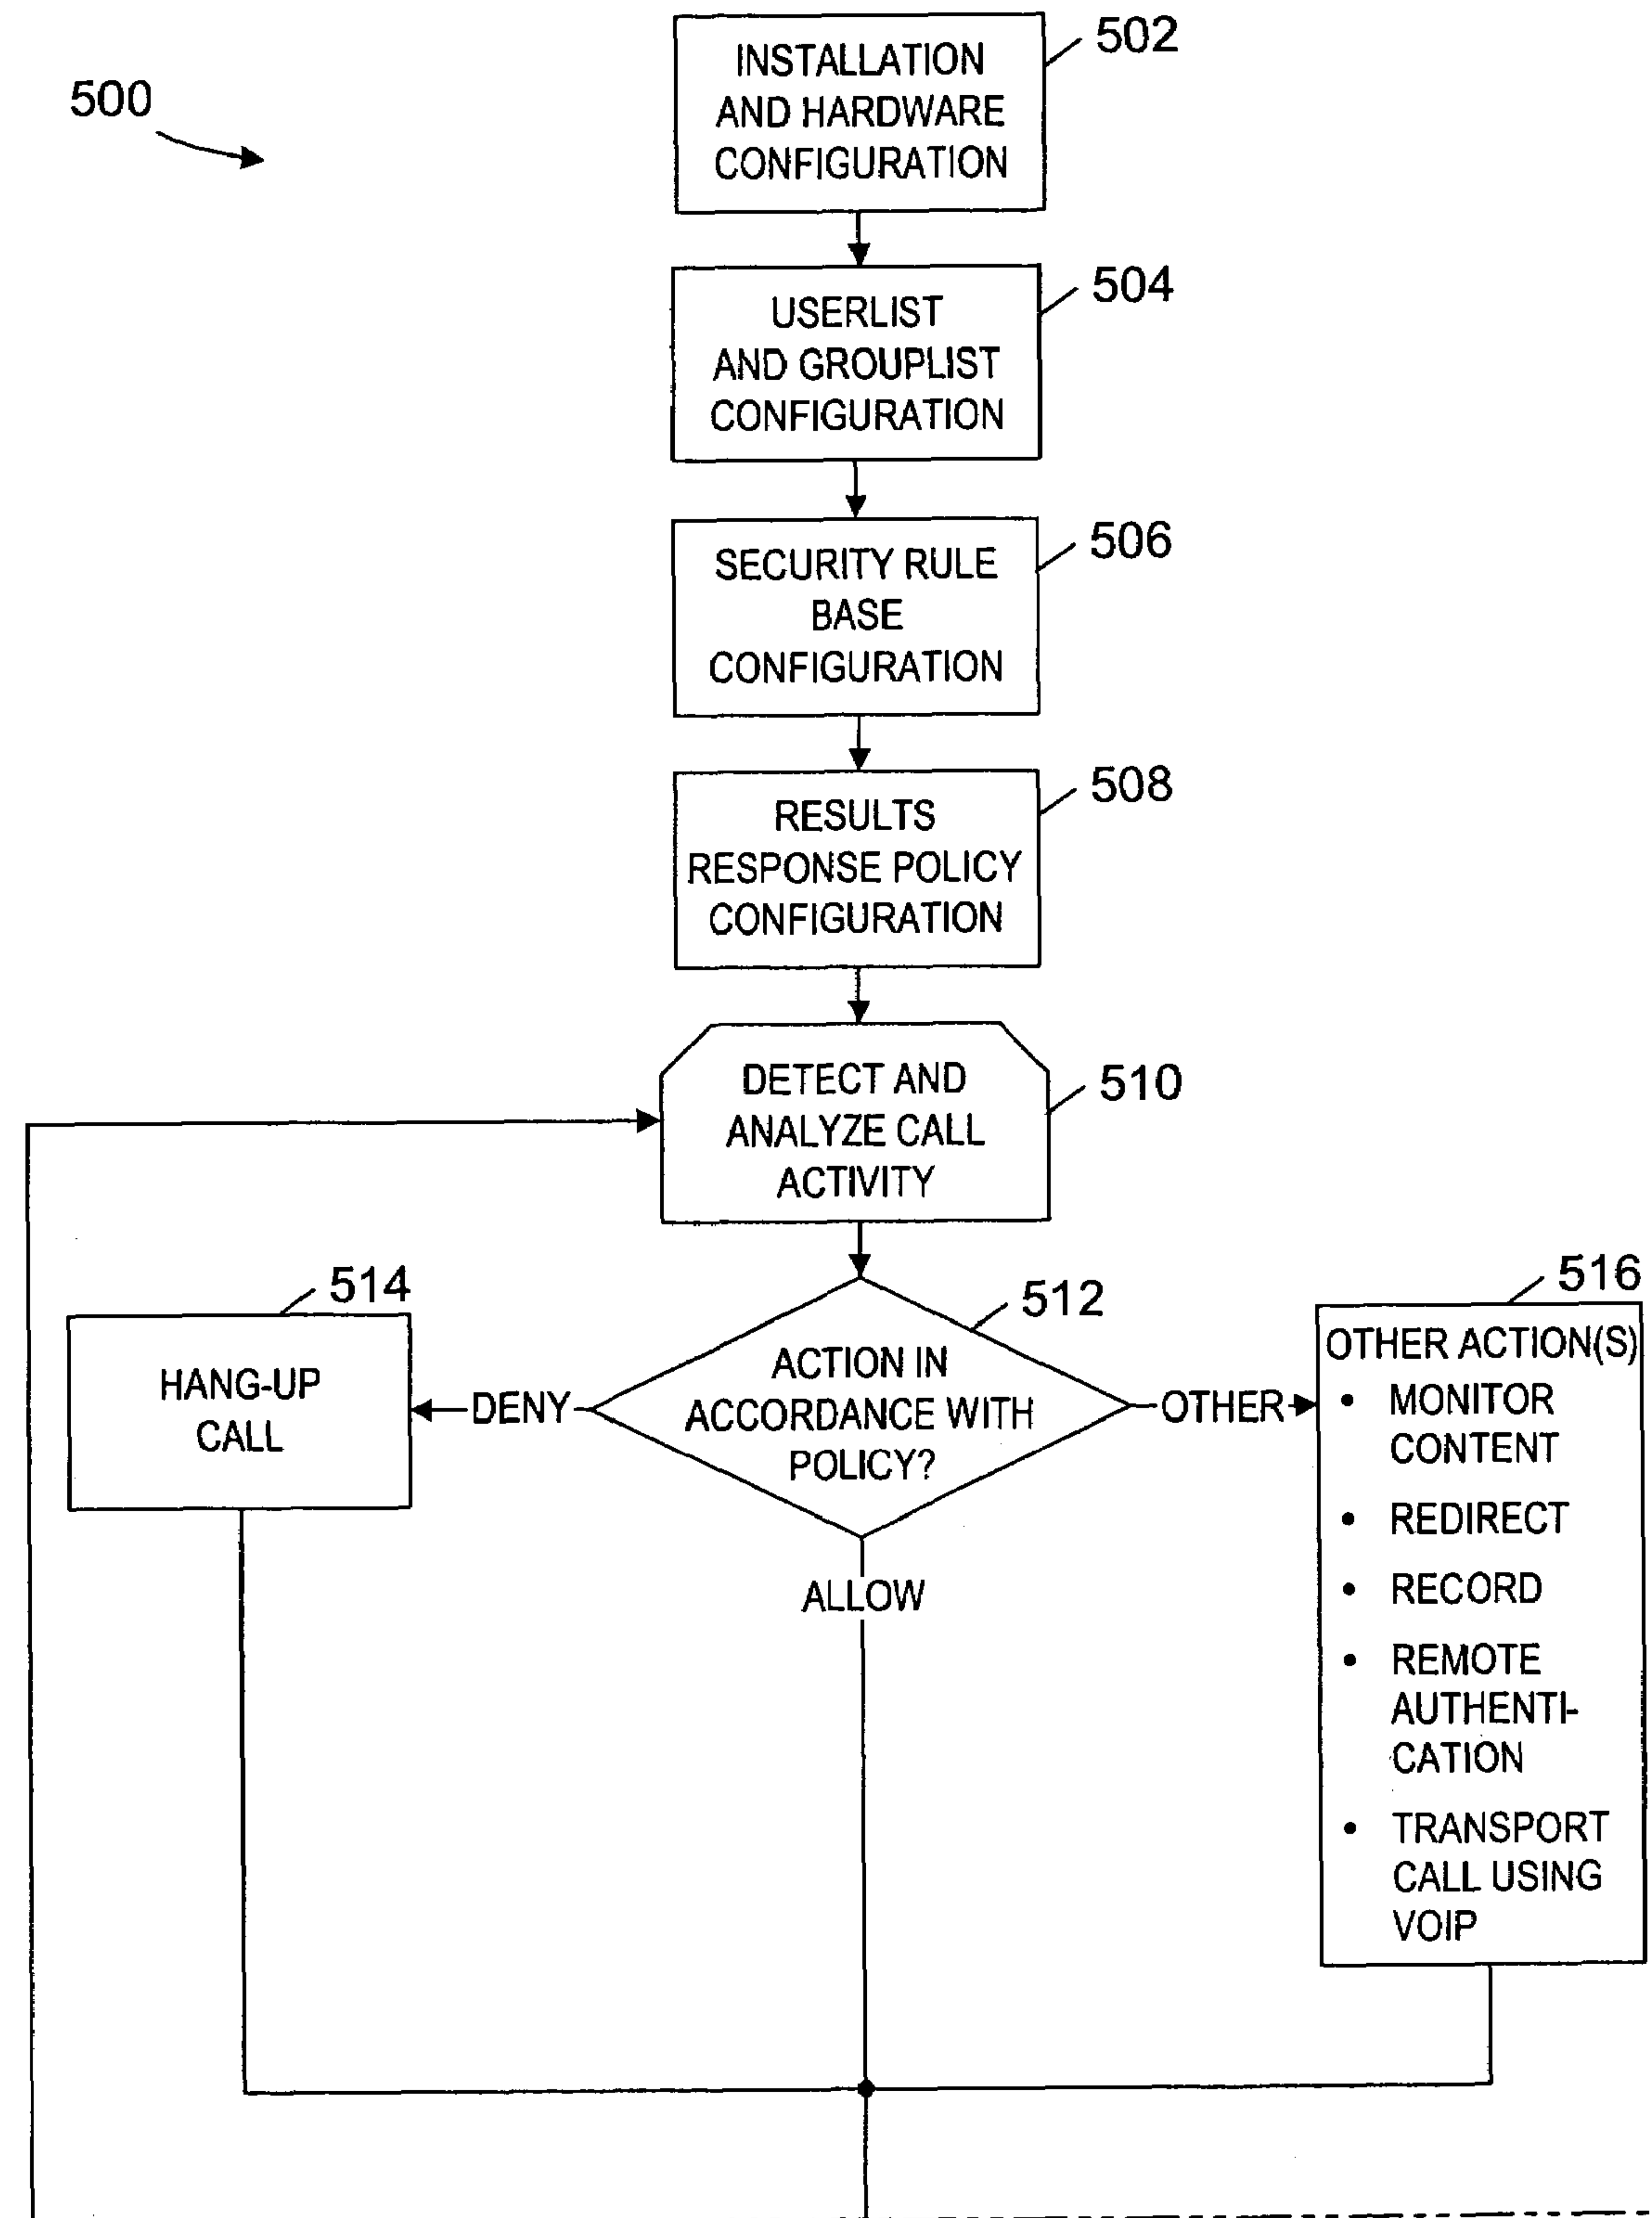 500
502
INSTALLATION
AND HARDWARE
CONFIGURATION
504
USERLIST
AND GROUPLIST
CONFIGURATION
506
SECURITY RULE
BASE
CONFIGURATION
508
RESULTS
RESPONSE POLICY
CONFIGURATION
510
DETECT AND
ANALYZE CALL
ACTIVITY
512
ACTION IN
ACCORDANCE WITH
POLICY?
DENY
514
HANG-UP
CALL
ALLOW
OTHER
516
OTHER ACTION(S)
• MONITOR
CONTENT
• REDIRECT
• RECORD
• REMOTE
AUTHENTI-
CATION
• TRANSPORT
CALL USING
VOIP